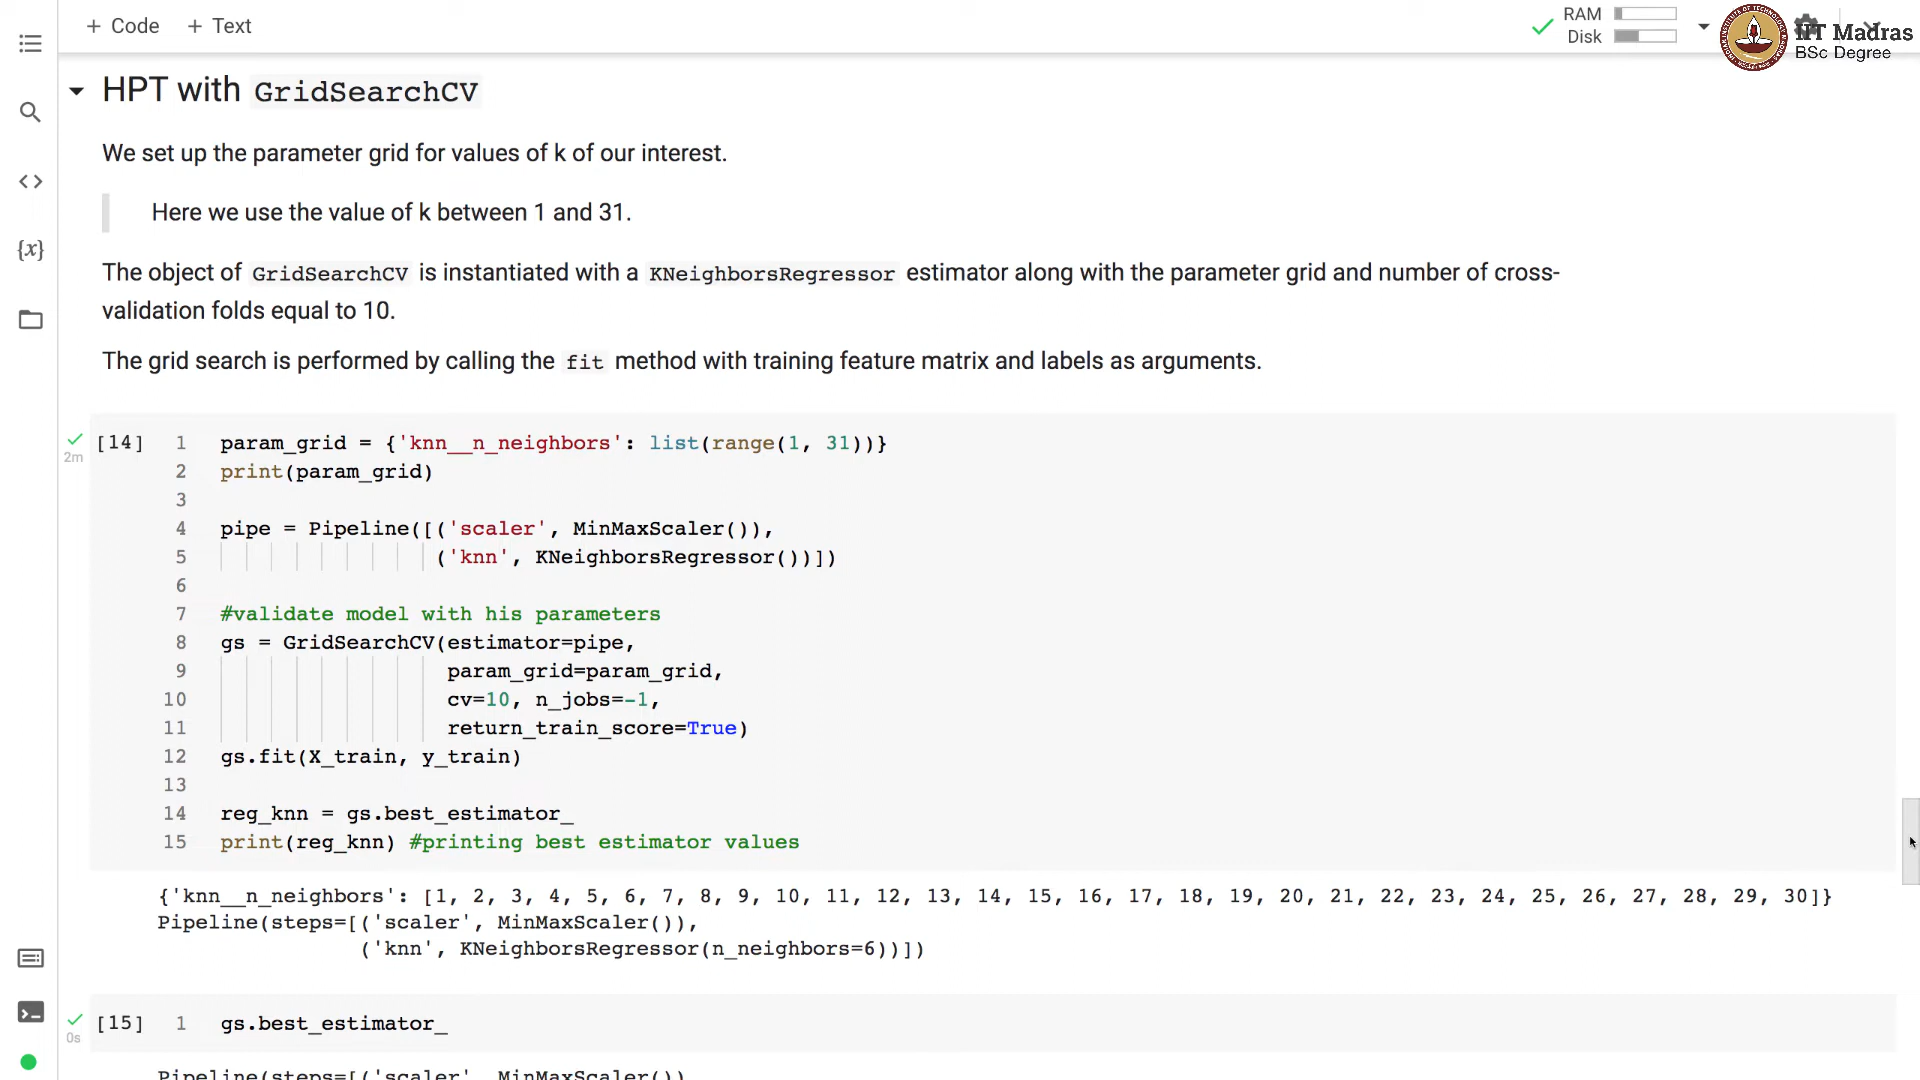 + Code + Text
RAM
Disk
IIT Madras
BSc Degree
HPT with GridSearchCV
We set up the parameter grid for values of k of our interest.
Here we use the value of k between 1 and 31.
The object of GridSearchCV is instantiated with a KNeighborsRegressor estimator along with the parameter grid and number of cross-
validation folds equal to 10.
The grid search is performed by calling the fit method with training feature matrix and labels as arguments.
[14] 1 param_grid = {'knn__n_neighbors': list(range(1, 31))}
2m
2 print(param_grid)
3
4 pipe = Pipeline([('scaler', MinMaxScaler()),
5 ('knn', KNeighborsRegressor())])
6
7 #validate model with his parameters
8 gs = GridSearchCV(estimator=pipe,
9 param_grid=param_grid,
10 cv=10, n_jobs=-1,
11 return_train_score=True)
12 gs.fit(X_train, y_train)
13
14 reg_knn = gs.best_estimator_
15 print(reg_knn) #printing best estimator values
{'knn__n_neighbors': [1, 2, 3, 4, 5, 6, 7, 8, 9, 10, 11, 12, 13, 14, 15, 16, 17, 18, 19, 20, 21, 22, 23, 24, 25, 26, 27, 28, 29, 30]}
Pipeline(steps=[('scaler', MinMaxScaler()),
('knn', KNeighborsRegressor(n_neighbors=6))])
[15] 1 gs.best_estimator_
0s
Pipeline(steps=[('scaler', MinMaxScaler()),